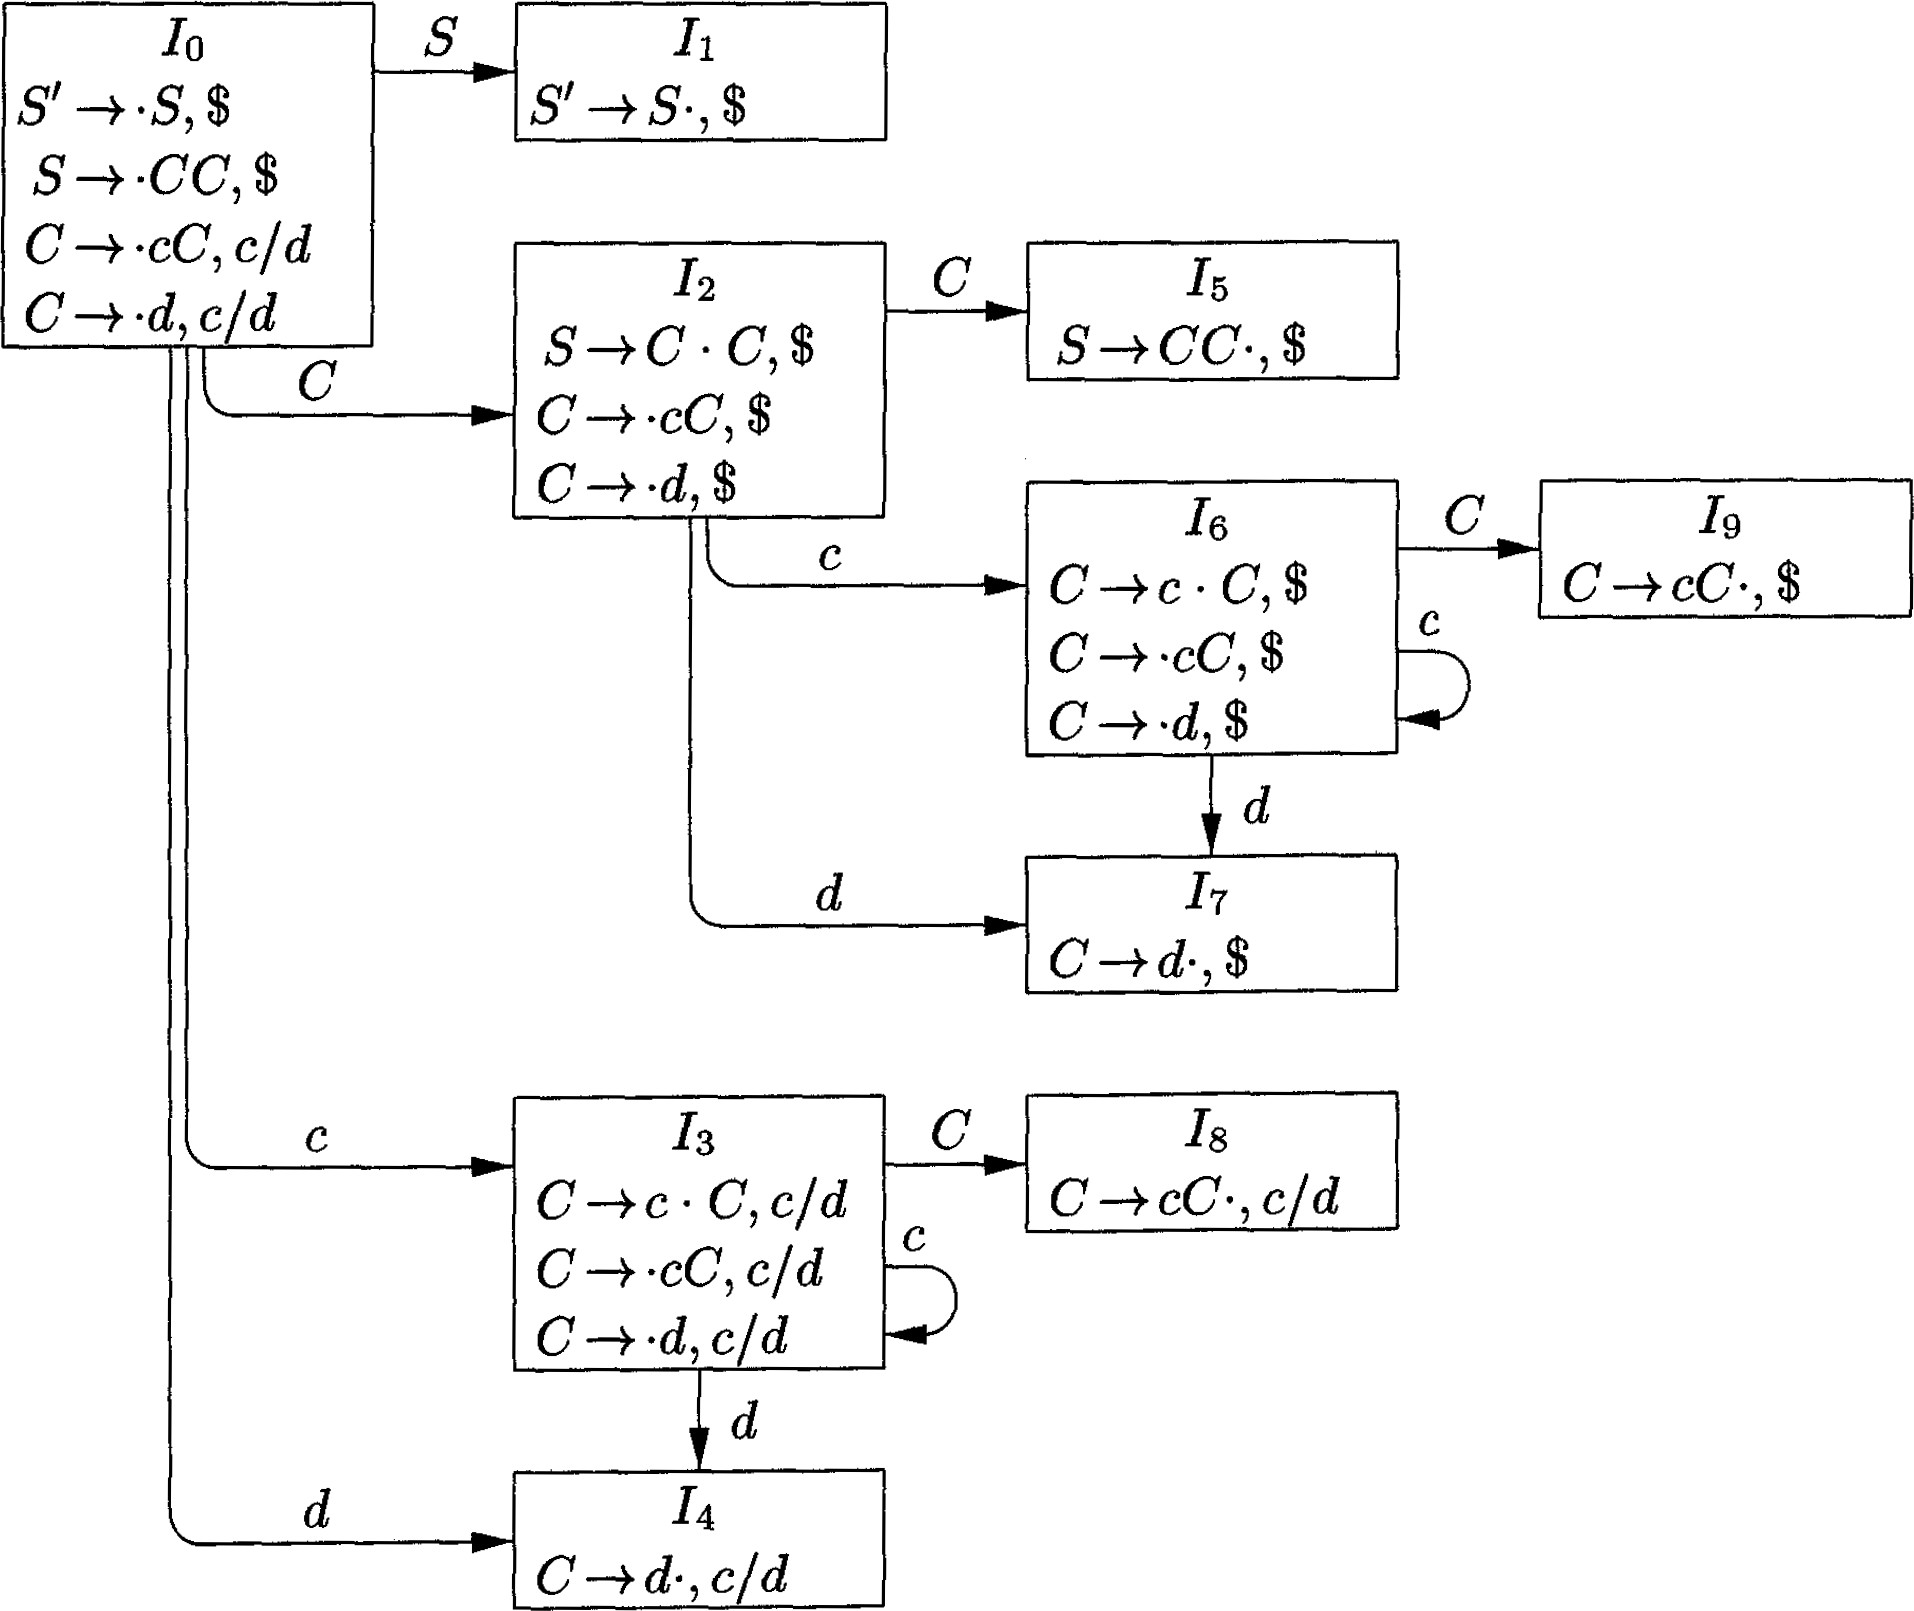 I₀
S′ → ·S, $
S → ·CC, $
C → ·cC, c/d
C → ·d, c/d
S
I₁
S′ → S·, $
C
I₂
S → C · C, $
C → ·cC, $
C → ·d, $
C
I₅
S → CC·, $
c
I₆
C → c · C, $
C → ·cC, $
C → ·d, $
C
I₉
C → cC·, $
c
d
d
I₇
C → d·, $
c
I₃
C → c · C, c/d
C → ·cC, c/d
C → ·d, c/d
C
I₈
C → cC·, c/d
c
d
d
I₄
C → d·, c/d